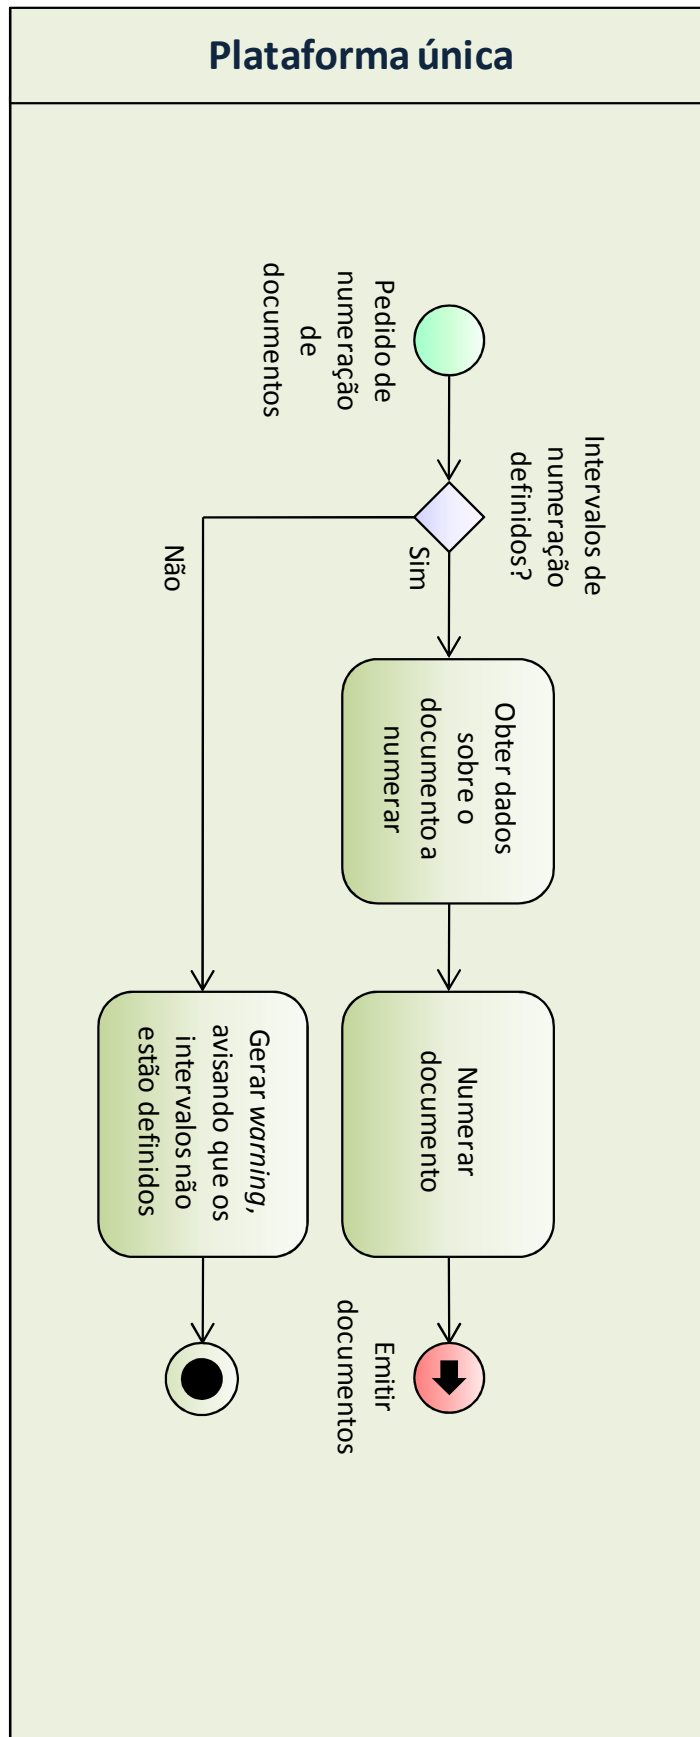 Plataforma única
Pedido de
numeração
de
documentos
Intervalos de
numeração
definidos?
Sim
Não
Obter dados
sobre o
documento a
numerar
Numerar
documento
Gerar warning,
avisando que os
intervalos não
estão definidos
Emitir
documentos